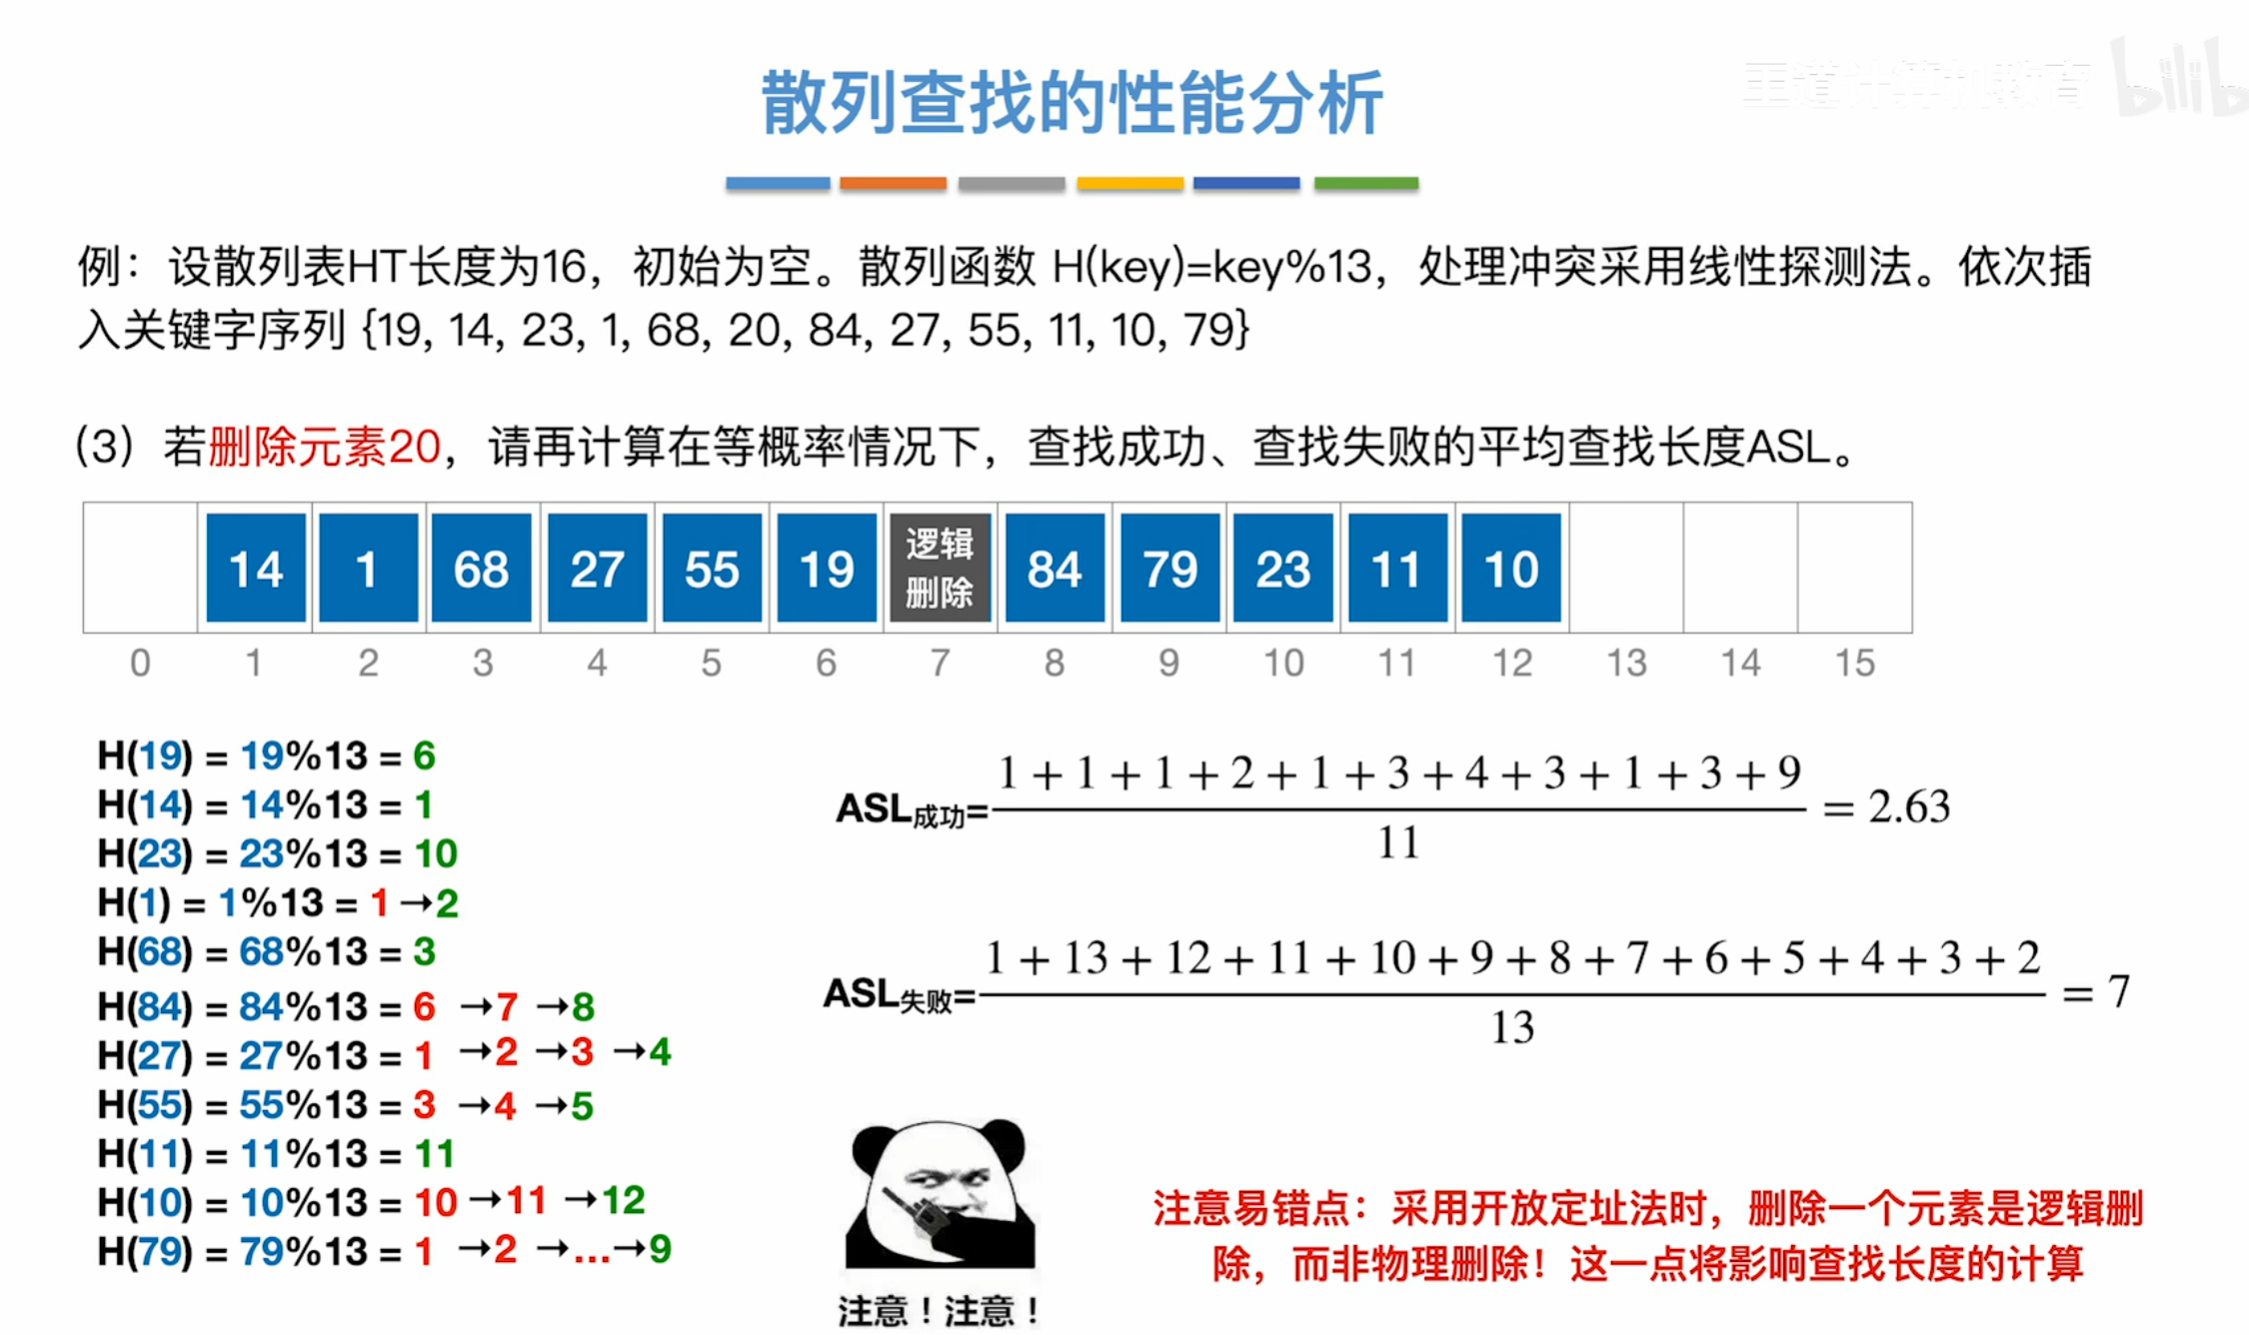 散列查找的性能分析
王道计算机教育 bilib
例：设散列表HT长度为16，初始为空。散列函数 H(key)=key%13，处理冲突采用线性探测法。依次插
入关键字序列 {19, 14, 23, 1, 68, 20, 84, 27, 55, 11, 10, 79}
(3）若删除元素20，请再计算在等概率情况下，查找成功、查找失败的平均查找长度ASL。
14 1 68 27 55 19 逻辑 84 79 23 11 10
删除
0 1 2 3 4 5 6 7 8 9 10 11 12 13 14 15
H(19) = 19%13 = 6
H(14) = 14%13 = 1
H(23) = 23%13 = 10
H(1) = 1%13 = 1 →2
H(68) = 68%13 = 3
H(84) = 84%13 = 6 →7 →8
H(27) = 27%13 = 1 →2 →3 →4
H(55) = 55%13 = 3 →4 →5
H(11) = 11%13 = 11
H(10) = 10%13 = 10 →11 →12
H(79) = 79%13 = 1 →2 →...→9
1 + 1 + 1 + 2 + 1 + 3 + 4 + 3 + 1 + 3 + 9
ASL成功= = 2.63
11
1 + 13 + 12 + 11 + 10 + 9 + 8 + 7 + 6 + 5 + 4 + 3 + 2
ASL失败= = 7
13
注意！注意！
注意易错点：采用开放定址法时，删除一个元素是逻辑删
除，而非物理删除！这一点将影响查找长度的计算